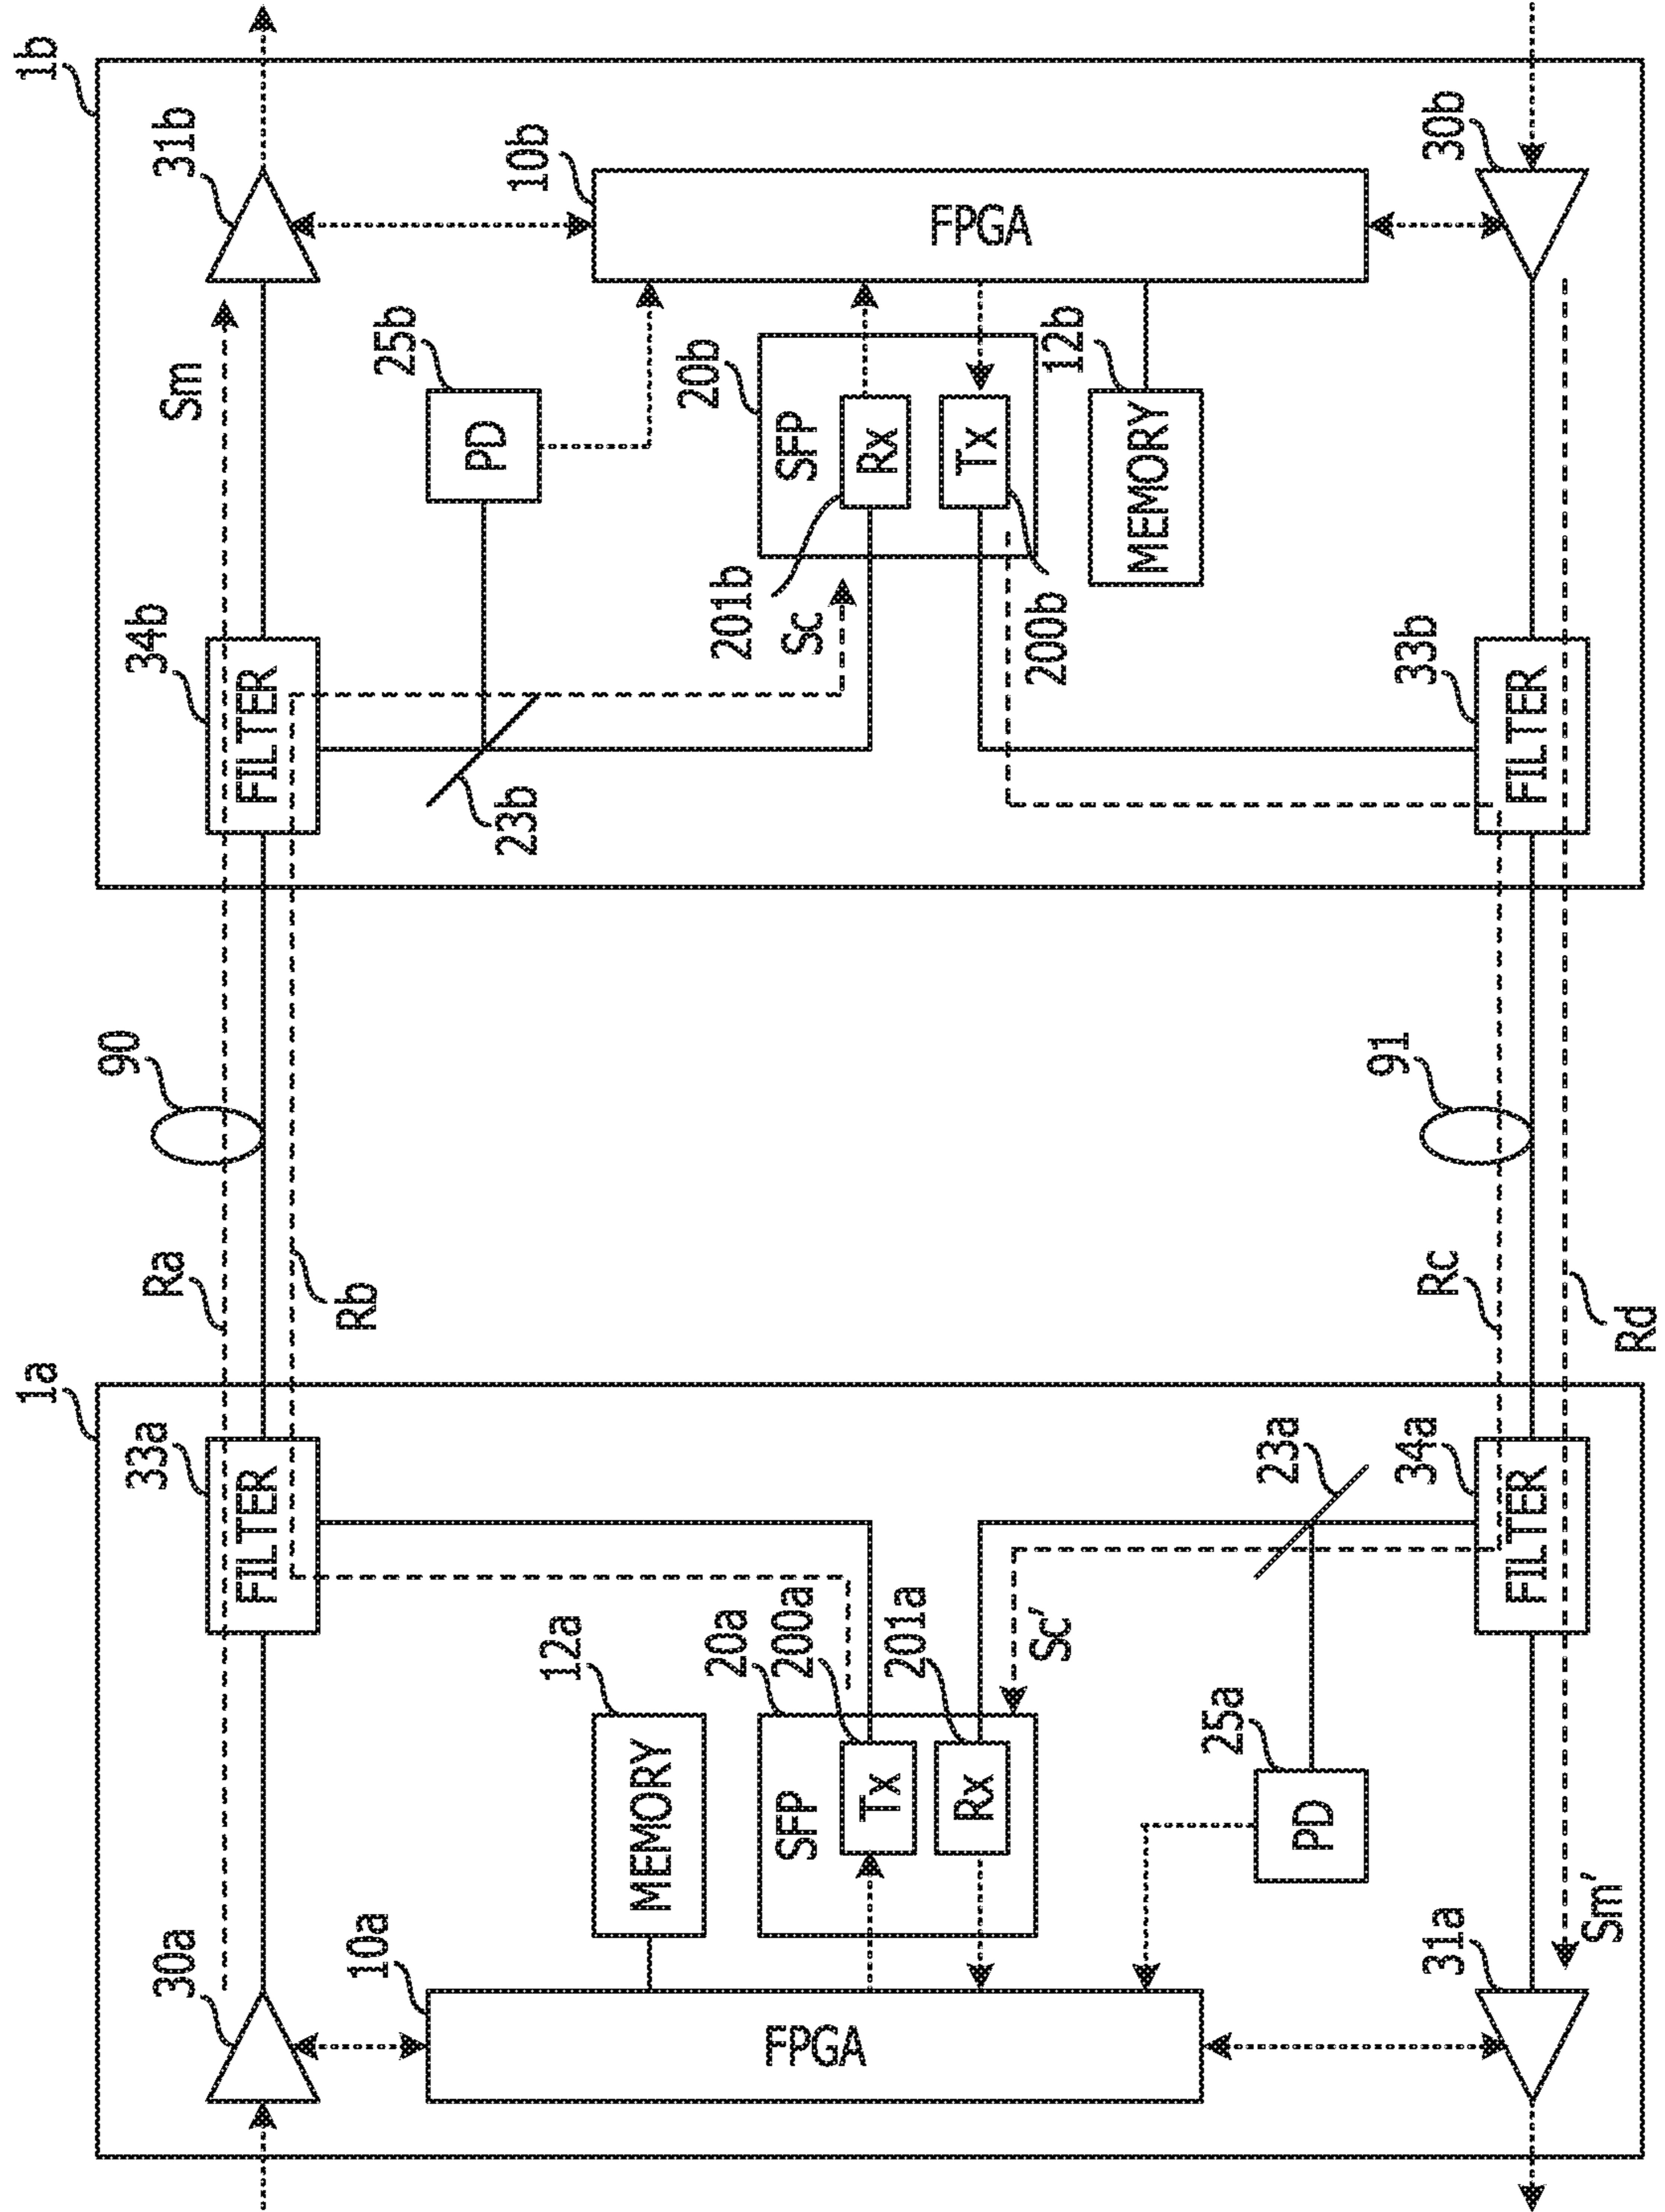 1a
1b
30a
33a
Ra
90
34b
Sm
31b
FILTER
FILTER
Rb
10a
25b
PD
23b
12a
MEMORY
10b
FPGA
20a
SFP
200a
Tx
201a
Rx
20b
SFP
201b
Rx
Sc
Tx
200b
12b
MEMORY
FPGA
Sc'
25a
PD
23a
31a
34a
Rc
91
33b
30b
FILTER
FILTER
Sm'
Rd